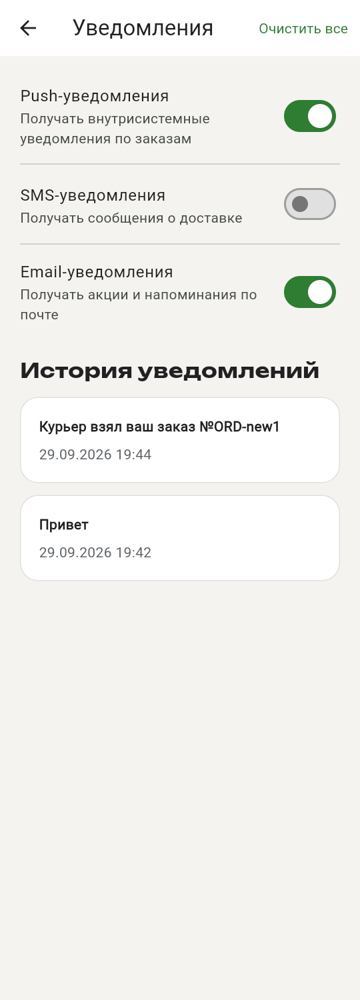 Уведомления
Очистить все
Push-уведомления
Получать внутрисистемные
уведомления по заказам
SMS-уведомления
Получать сообщения о доставке
Email-уведомления
Получать акции и напоминания по
почте
История уведомлений
Курьер взял ваш заказ №ORD-new1
29.09.2026 19:44
Привет
29.09.2026 19:42